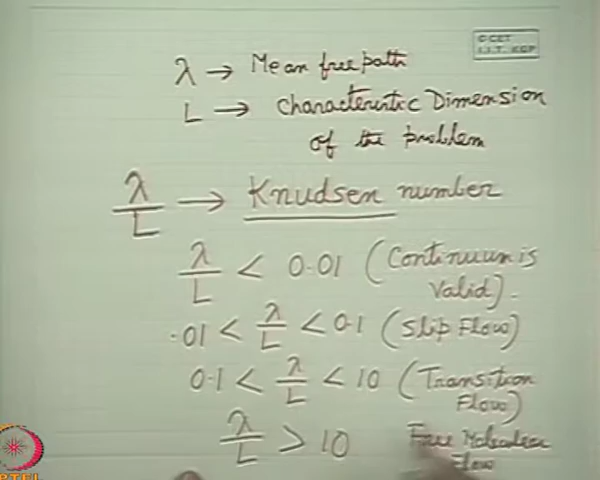 © CET
I.I.T. KGP
λ → Mean free path
L → Characteristic Dimension
of the problem
λ/L → Knudsen number
λ/L < 0.01 (Continuum is
Valid).
.01 < λ/L < 0.1 (Slip Flow)
0.1 < λ/L < 10 (Transition
Flow)
λ/L > 10 Free Molecular
Flow
NPTEL